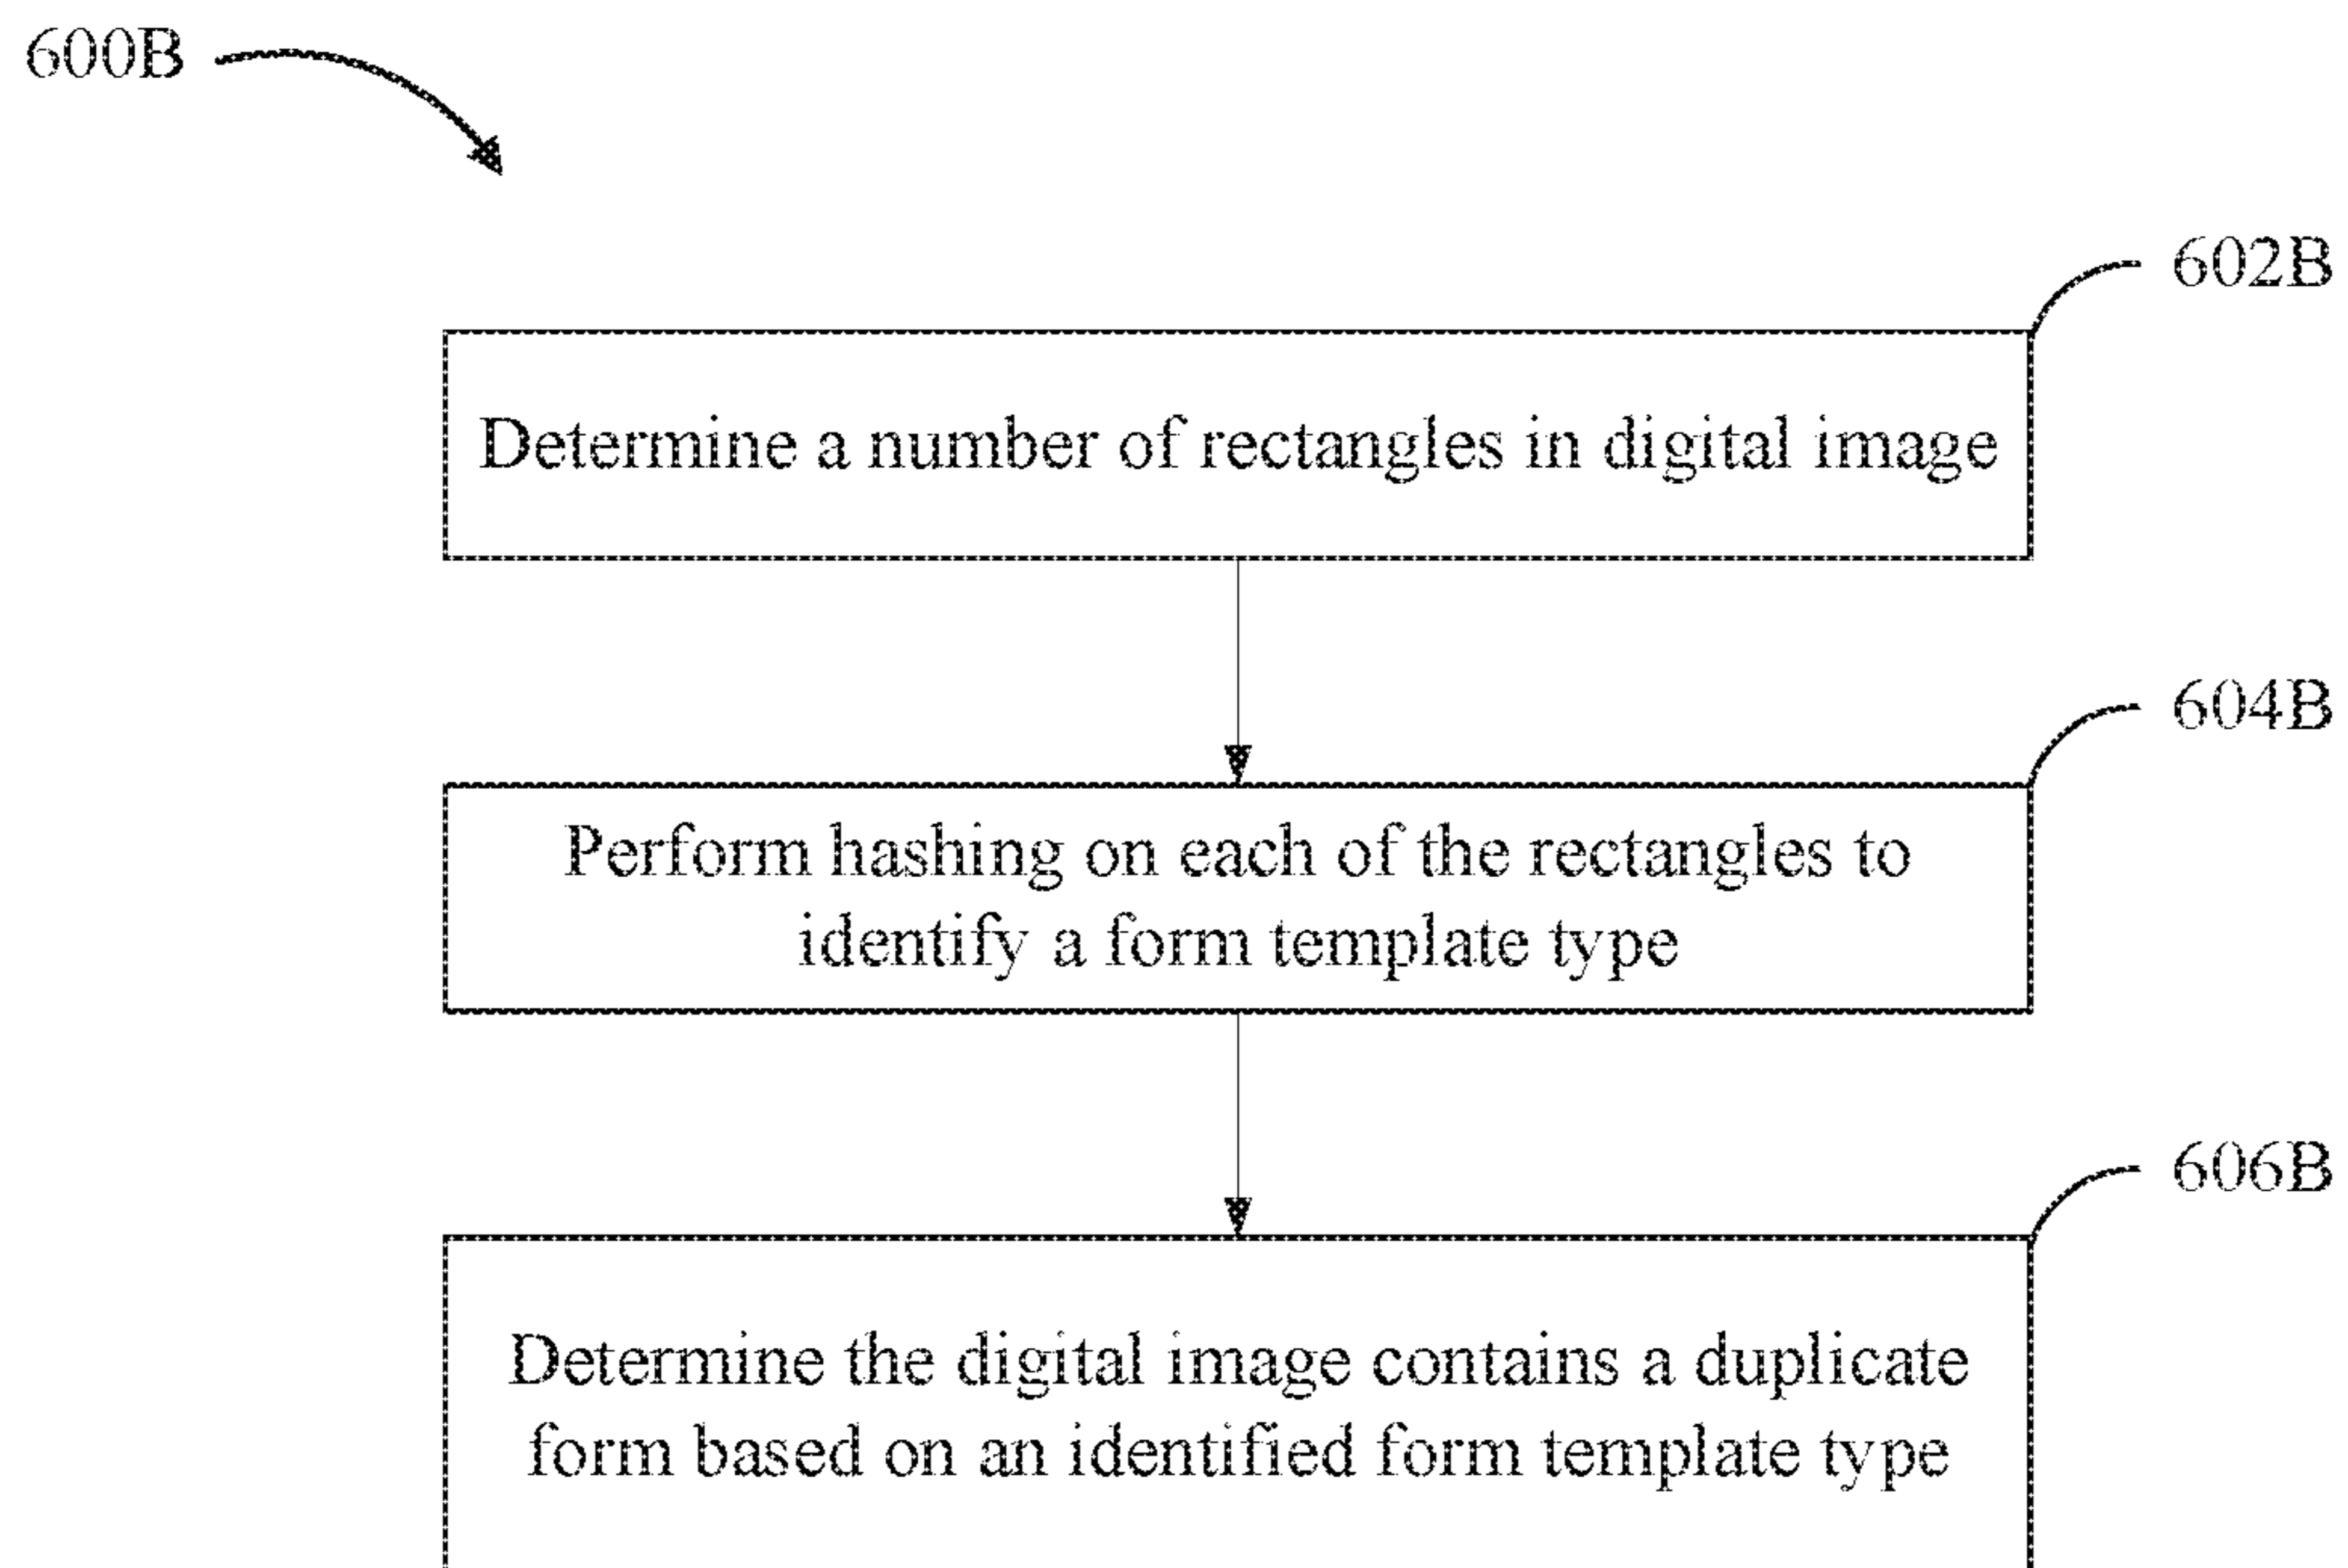 600B
602B
Determine a number of rectangles in digital image
604B
Perform hashing on each of the rectangles to
identify a form template type
606B
Determine the digital image contains a duplicate
form based on an identified form template type